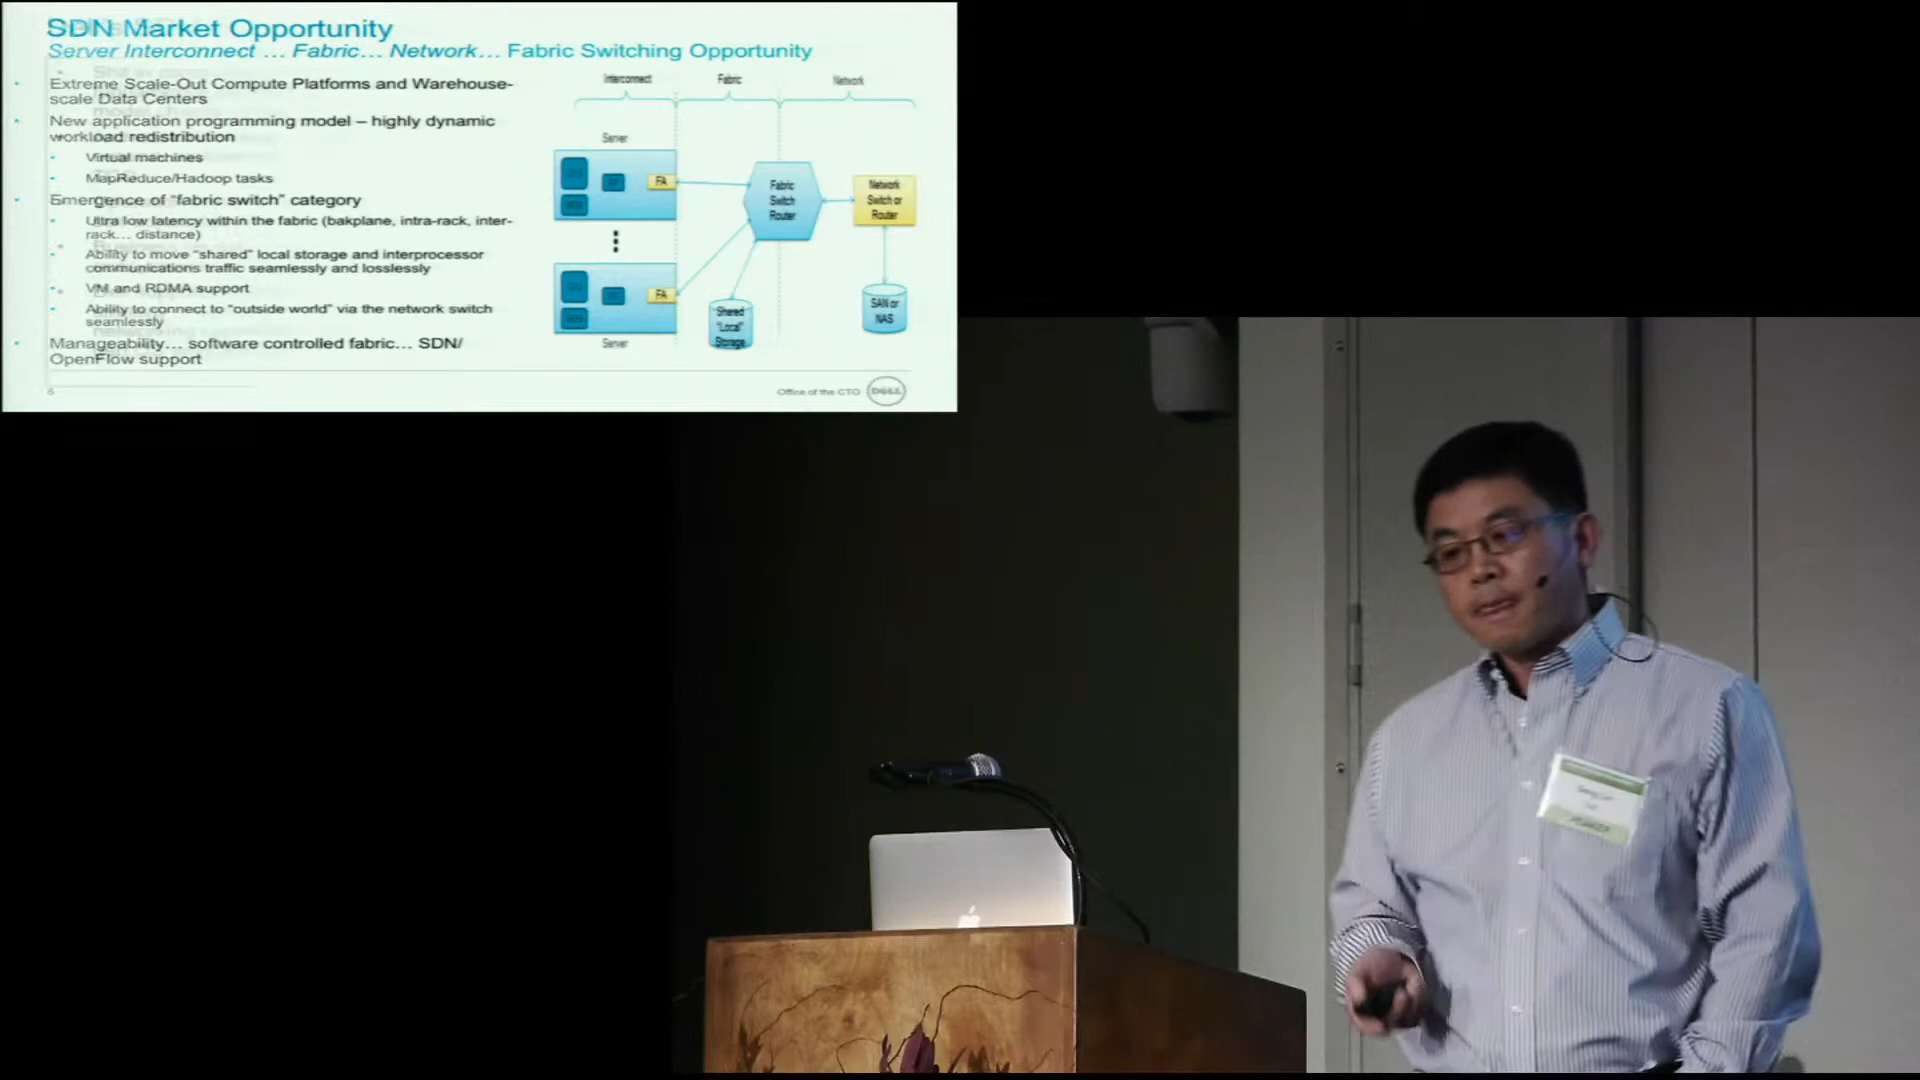 SDN Market Opportunity
Server Interconnect … Fabric… Network… Fabric Switching Opportunity
Extreme Scale-Out Compute Platforms and Warehouse-
scale Data Centers
New application programming model – highly dynamic
workload redistribution
Virtual machines
MapReduce/Hadoop tasks
Emergence of "fabric switch" category
Ultra low latency within the fabric (bakplane, intra-rack, inter-
rack… distance)
Ability to move "shared" local storage and interprocessor
communications traffic seamlessly and losslessly
VM and RDMA support
Ability to connect to "outside world" via the network switch
seamlessly
Manageability… software controlled fabric… SDN/
OpenFlow support
Interconnect
Fabric
Network
Server
FA
Fabric
Switch
Router
Network
Switch or
Router
FA
Server
Shared
"Local"
Storage
SAN or
NAS
6
Office of the CTO
DELL